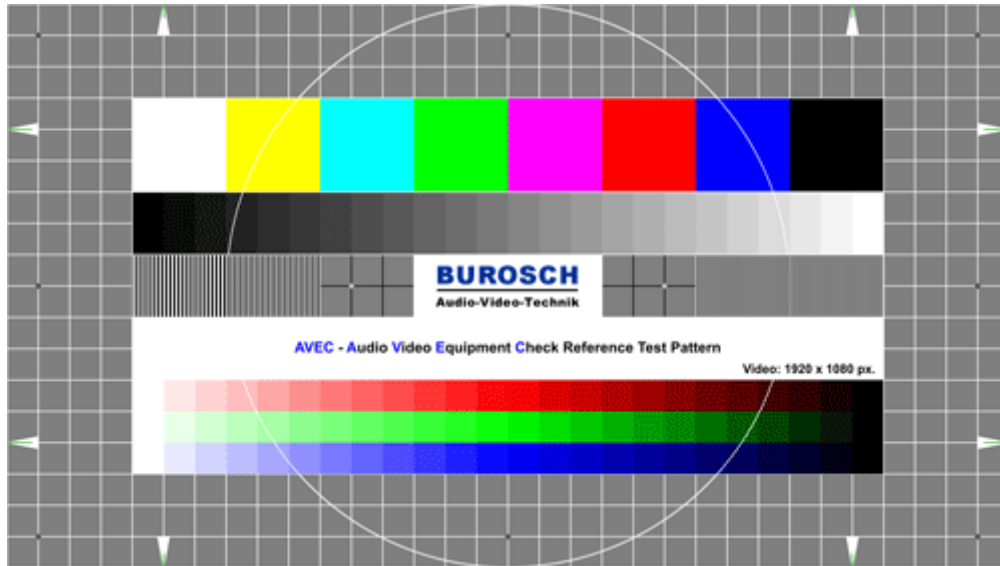 BUROSCH
Audio-Video-Technik
AVEC - Audio Video Equipment Check Reference Test Pattern
Video: 1920 x 1080 px.